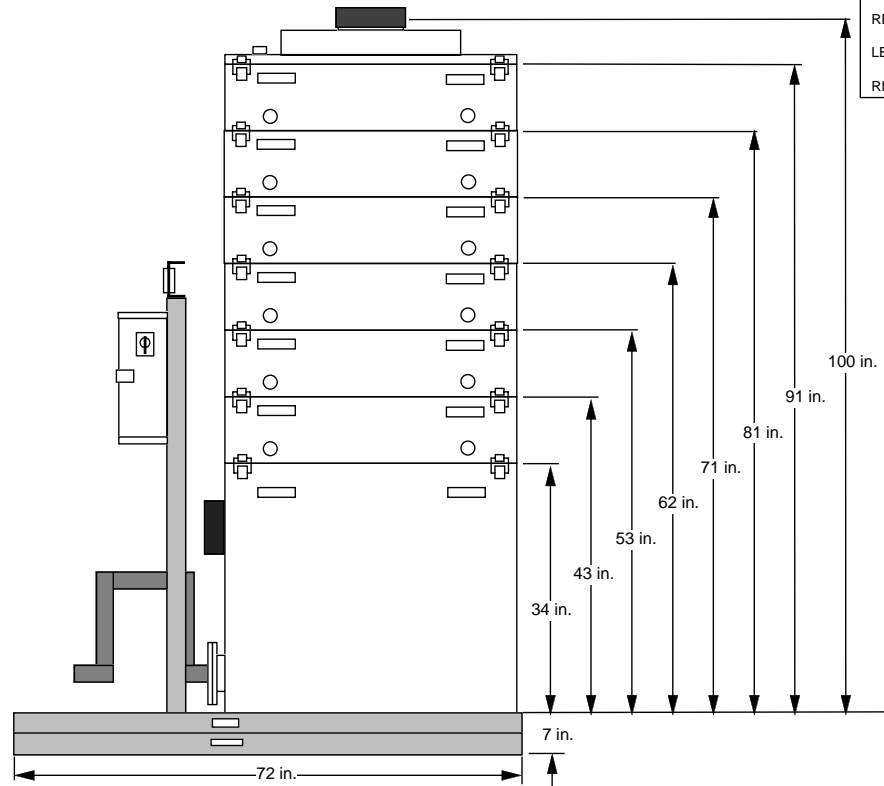 100 in.
91 in.
81 in.
71 in.
62 in.
53 in.
43 in.
34 in.
7 in.
72 in.